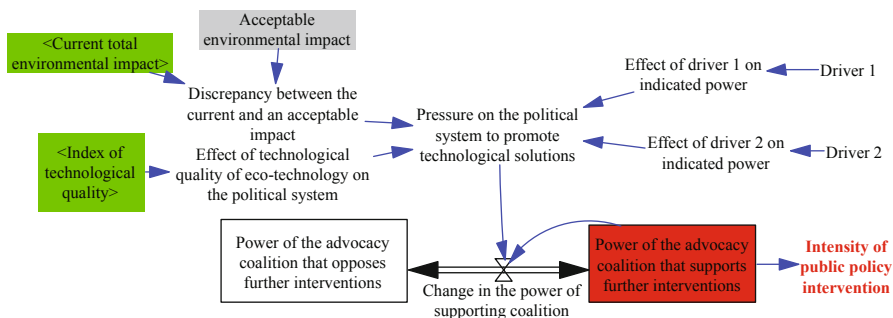 Acceptable
environmental impact
<Current total
environmental impact>
Discrepancy between the
current and an acceptable
impact
<Index of
technological
quality>
Effect of technological
quality of eco-technology on
the political system
Pressure on the political
system to promote
technological solutions
Effect of driver 1 on
indicated power
Driver 1
Effect of driver 2 on
indicated power
Driver 2
Power of the advocacy
coalition that opposes
further interventions
Change in the power of
supporting coalition
Power of the advocacy
coalition that supports
further interventions
Intensity of
public policy
intervention